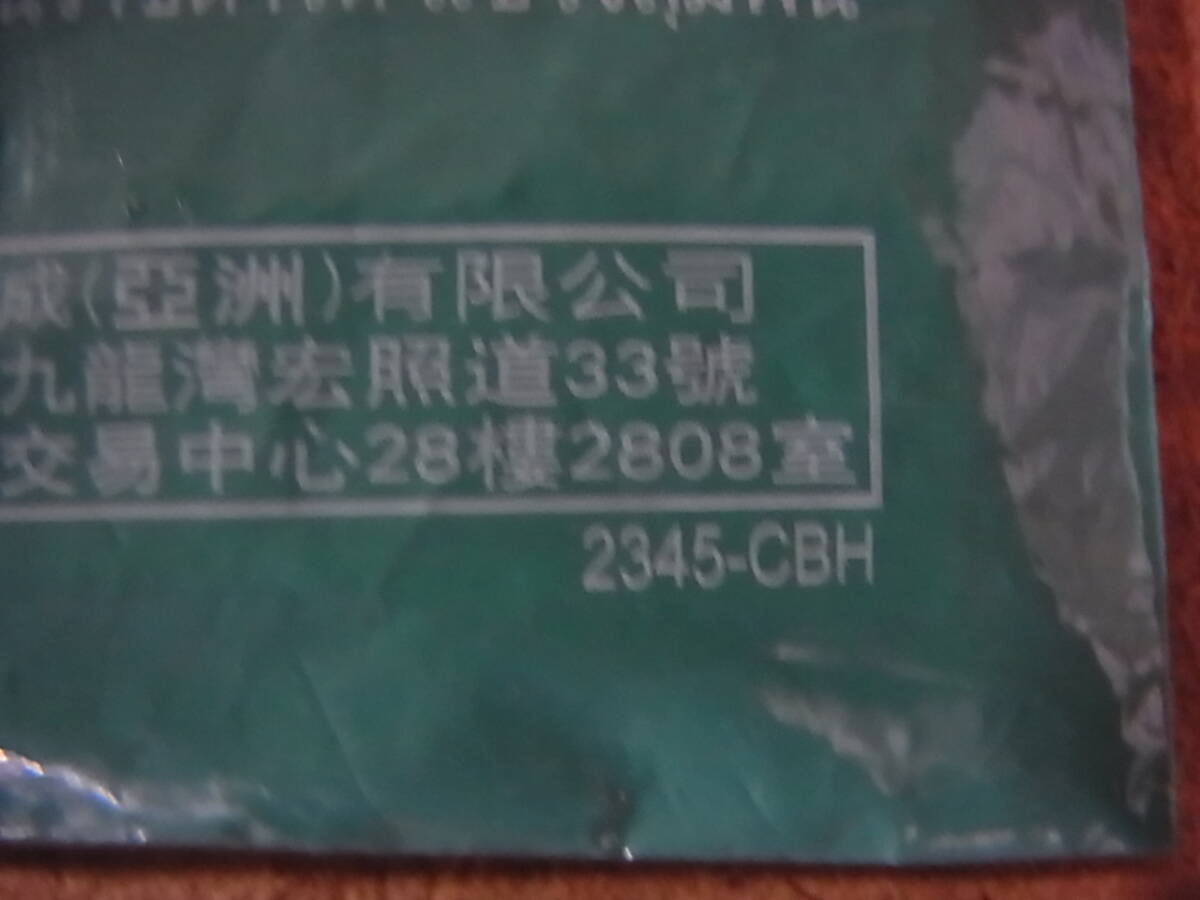 威(亞洲)有限公司
九龍灣宏照道33號
交易中心28樓2808室
2345-CBH